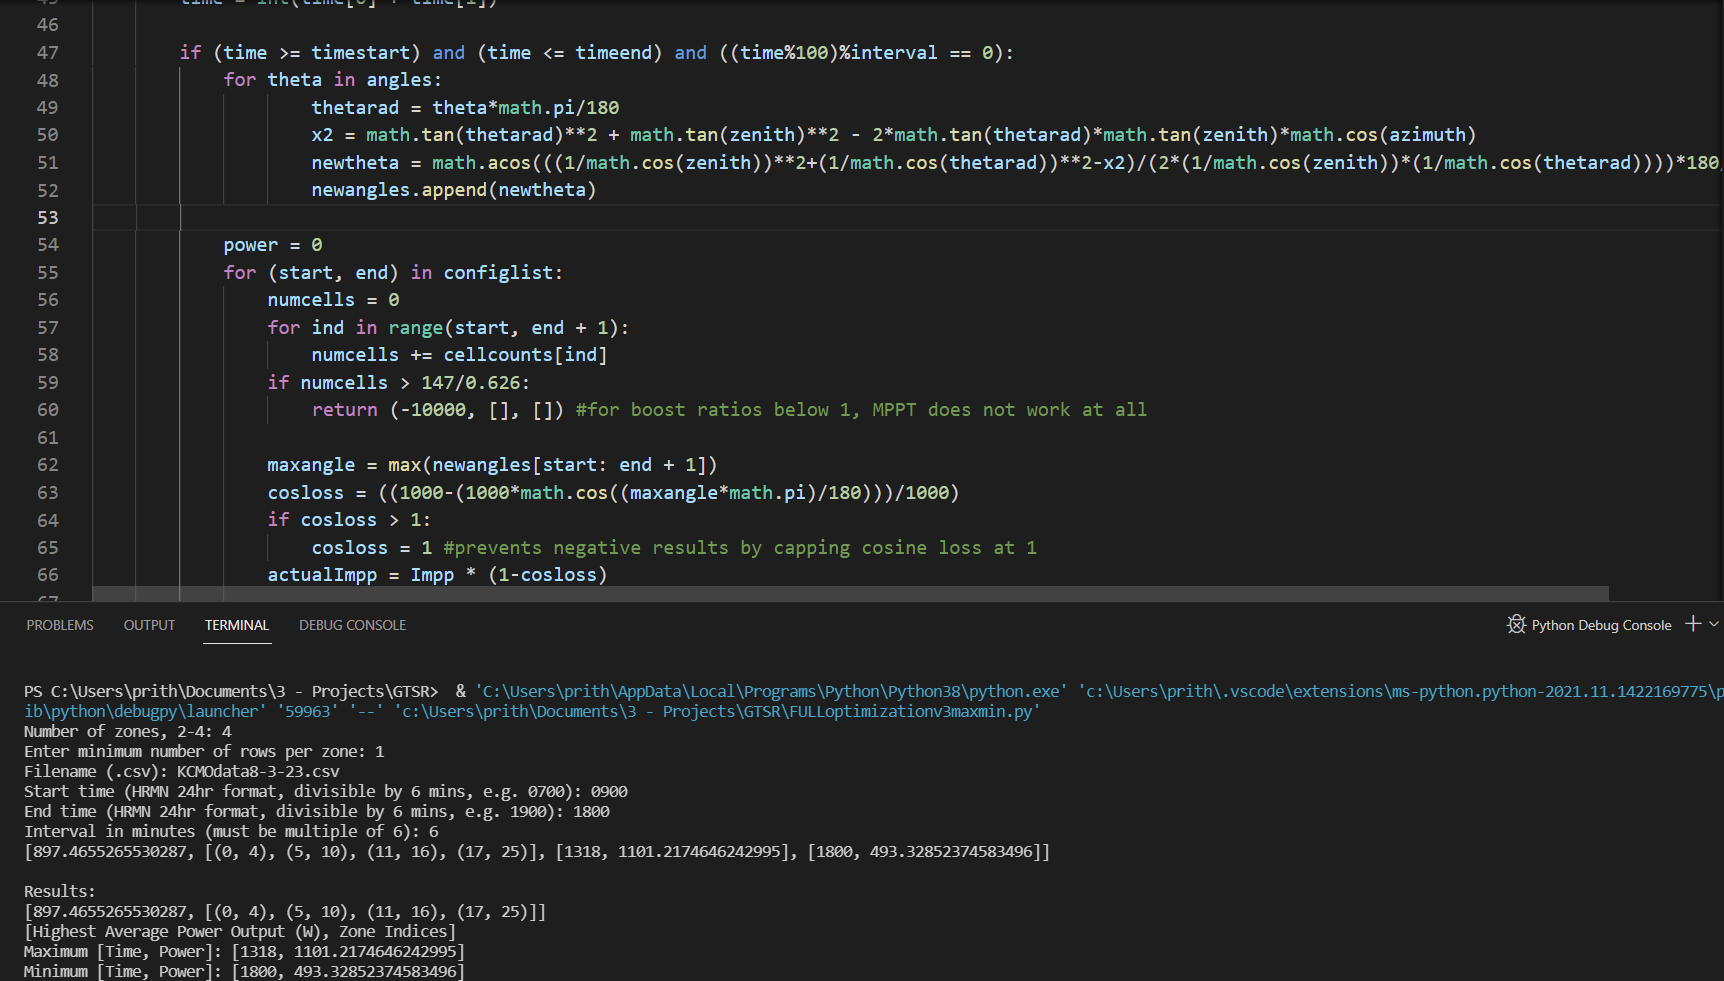 45 time = int(time[0] + time[1])
46
47 if (time >= timestart) and (time <= timeend) and ((time%100)%interval == 0):
48 for theta in angles:
49 thetarad = theta*math.pi/180
50 x2 = math.tan(thetarad)**2 + math.tan(zenith)**2 - 2*math.tan(thetarad)*math.tan(zenith)*math.cos(azimuth)
51 newtheta = math.acos(((1/math.cos(zenith))**2+(1/math.cos(thetarad))**2-x2)/(2*(1/math.cos(zenith))*(1/math.cos(thetarad))))*180
52 newangles.append(newtheta)
53
54 power = 0
55 for (start, end) in configlist:
56 numcells = 0
57 for ind in range(start, end + 1):
58 numcells += cellcounts[ind]
59 if numcells > 147/0.626:
60 return (-10000, [], []) #for boost ratios below 1, MPPT does not work at all
61
62 maxangle = max(newangles[start: end + 1])
63 cosloss = ((1000-(1000*math.cos((maxangle*math.pi)/180)))/1000)
64 if cosloss > 1:
65 cosloss = 1 #prevents negative results by capping cosine loss at 1
66 actualImpp = Impp * (1-cosloss)
67
PROBLEMS OUTPUT TERMINAL DEBUG CONSOLE Python Debug Console
PS C:\Users\prith\Documents\3 - Projects\GTSR> & 'C:\Users\prith\AppData\Local\Programs\Python\Python38\python.exe' 'c:\Users\prith\.vscode\extensions\ms-python.python-2021.11.1422169775\p
ib\python\debugpy\launcher' '59963' '--' 'c:\Users\prith\Documents\3 - Projects\GTSR\FULLoptimizationv3maxmin.py'
Number of zones, 2-4: 4
Enter minimum number of rows per zone: 1
Filename (.csv): KCMOdata8-3-23.csv
Start time (HRMN 24hr format, divisible by 6 mins, e.g. 0700): 0900
End time (HRMN 24hr format, divisible by 6 mins, e.g. 1900): 1800
Interval in minutes (must be multiple of 6): 6
[897.4655265530287, [(0, 4), (5, 10), (11, 16), (17, 25)], [1318, 1101.2174646242995], [1800, 493.32852374583496]]
Results:
[897.4655265530287, [(0, 4), (5, 10), (11, 16), (17, 25)]]
[Highest Average Power Output (W), Zone Indices]
Maximum [Time, Power]: [1318, 1101.2174646242995]
Minimum [Time, Power]: [1800, 493.32852374583496]